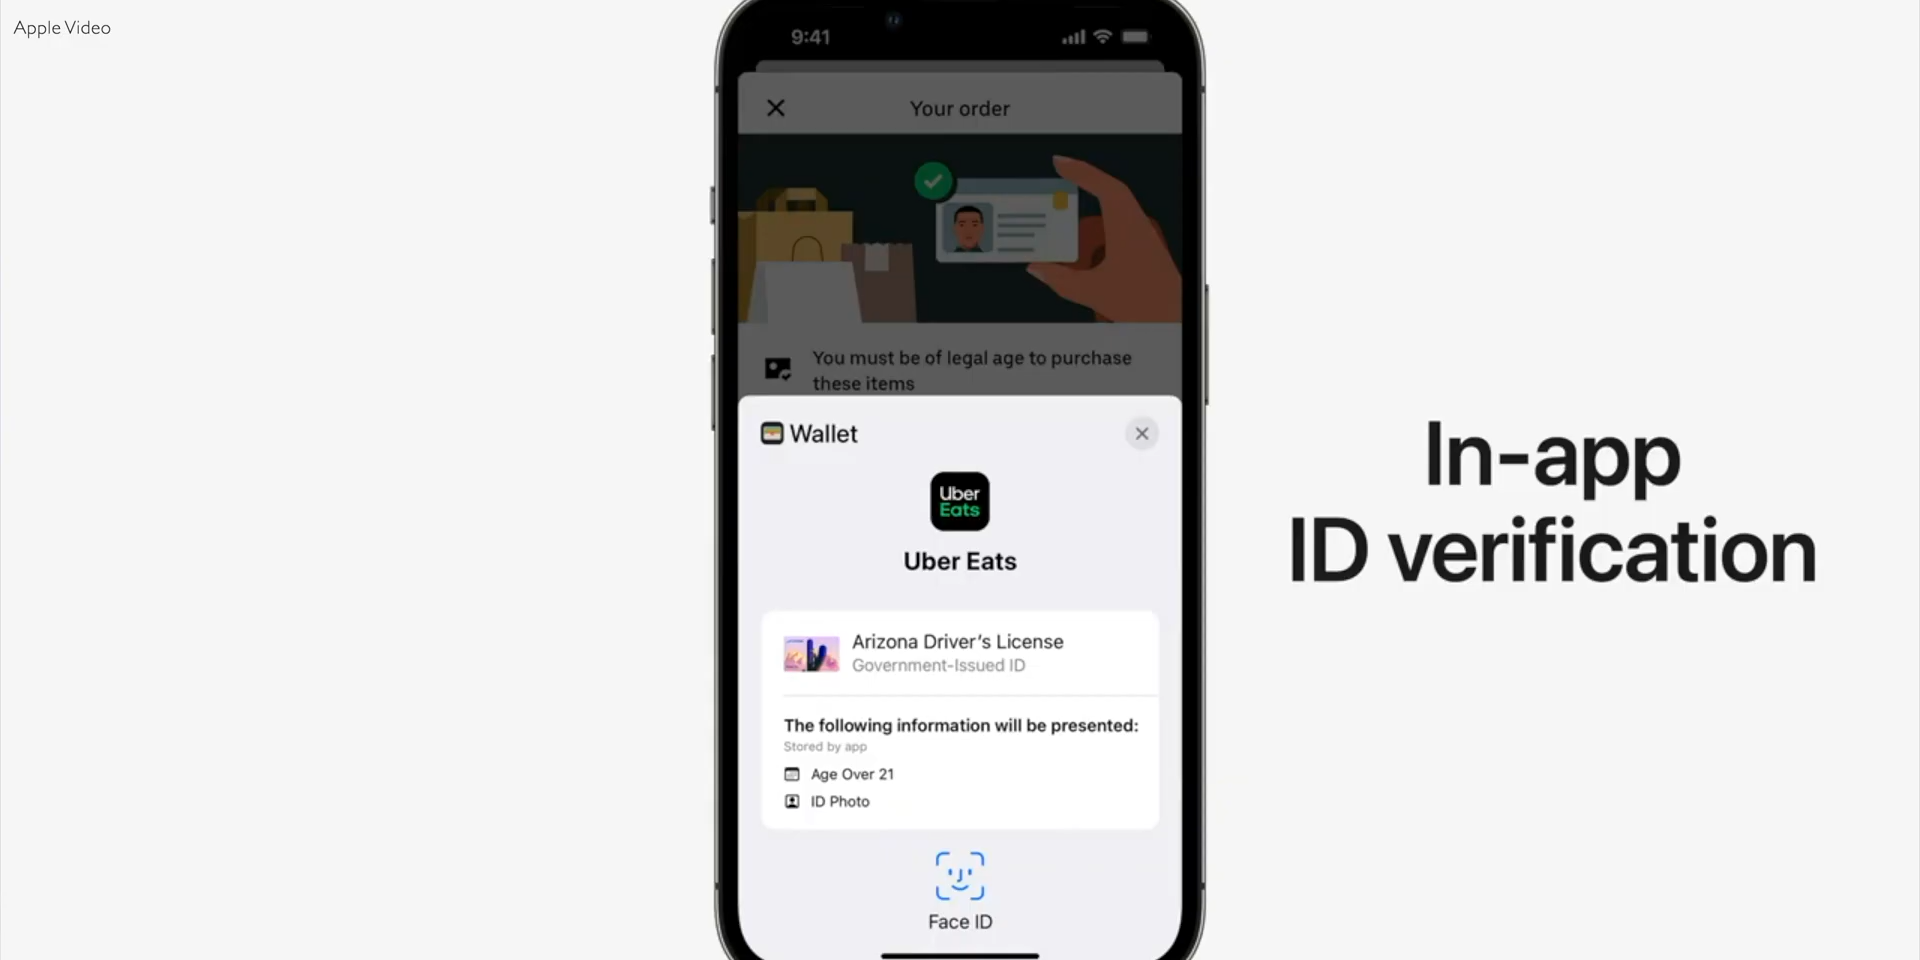 Apple Video
9:41
Your order
You must be of legal age to purchase
these items
Wallet
Uber
Eats
Uber Eats
Arizona Driver's License
Government-Issued ID
The following information will be presented:
Stored by app
Age Over 21
ID Photo
Face ID
In-app
ID verification